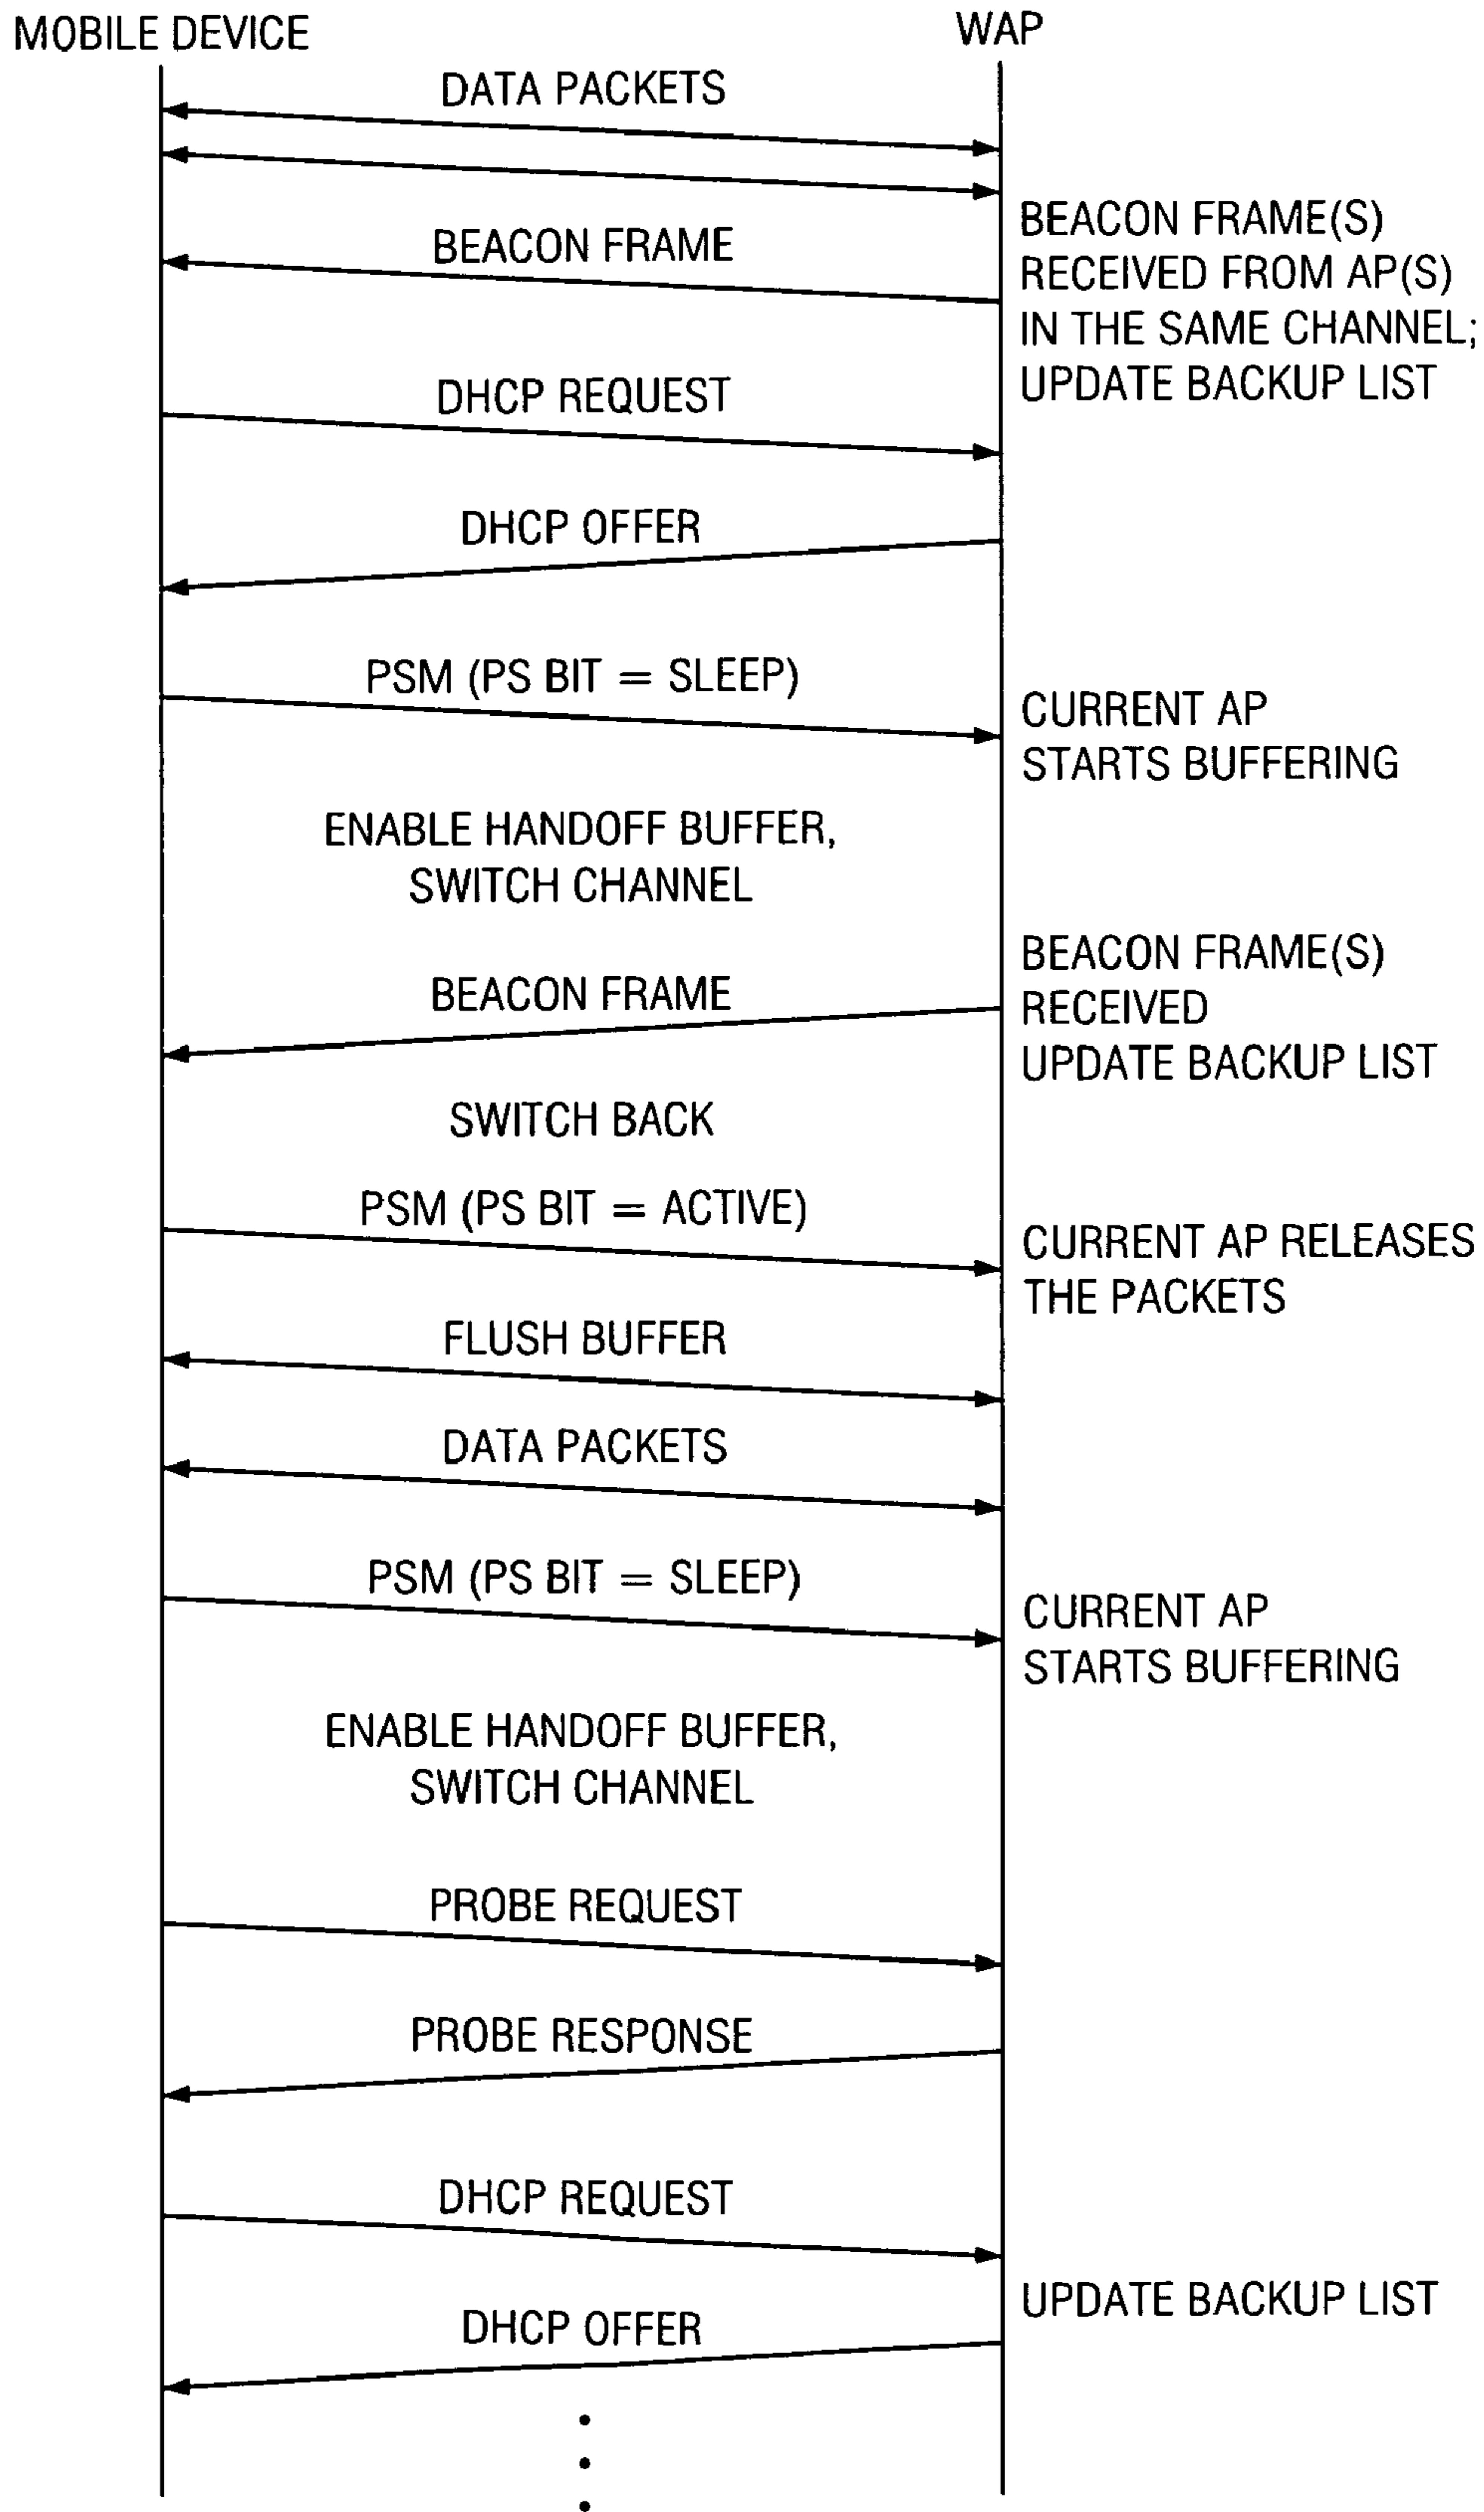 MOBILE DEVICE
WAP
DATA PACKETS
BEACON FRAME(S)
RECEIVED FROM AP(S)
IN THE SAME CHANNEL;
UPDATE BACKUP LIST
BEACON FRAME
DHCP REQUEST
DHCP OFFER
PSM (PS BIT = SLEEP)
CURRENT AP
STARTS BUFFERING
ENABLE HANDOFF BUFFER,
SWITCH CHANNEL
BEACON FRAME(S)
RECEIVED
UPDATE BACKUP LIST
BEACON FRAME
SWITCH BACK
PSM (PS BIT = ACTIVE)
CURRENT AP RELEASES
THE PACKETS
FLUSH BUFFER
DATA PACKETS
PSM (PS BIT = SLEEP)
CURRENT AP
STARTS BUFFERING
ENABLE HANDOFF BUFFER,
SWITCH CHANNEL
PROBE REQUEST
PROBE RESPONSE
DHCP REQUEST
UPDATE BACKUP LIST
DHCP OFFER